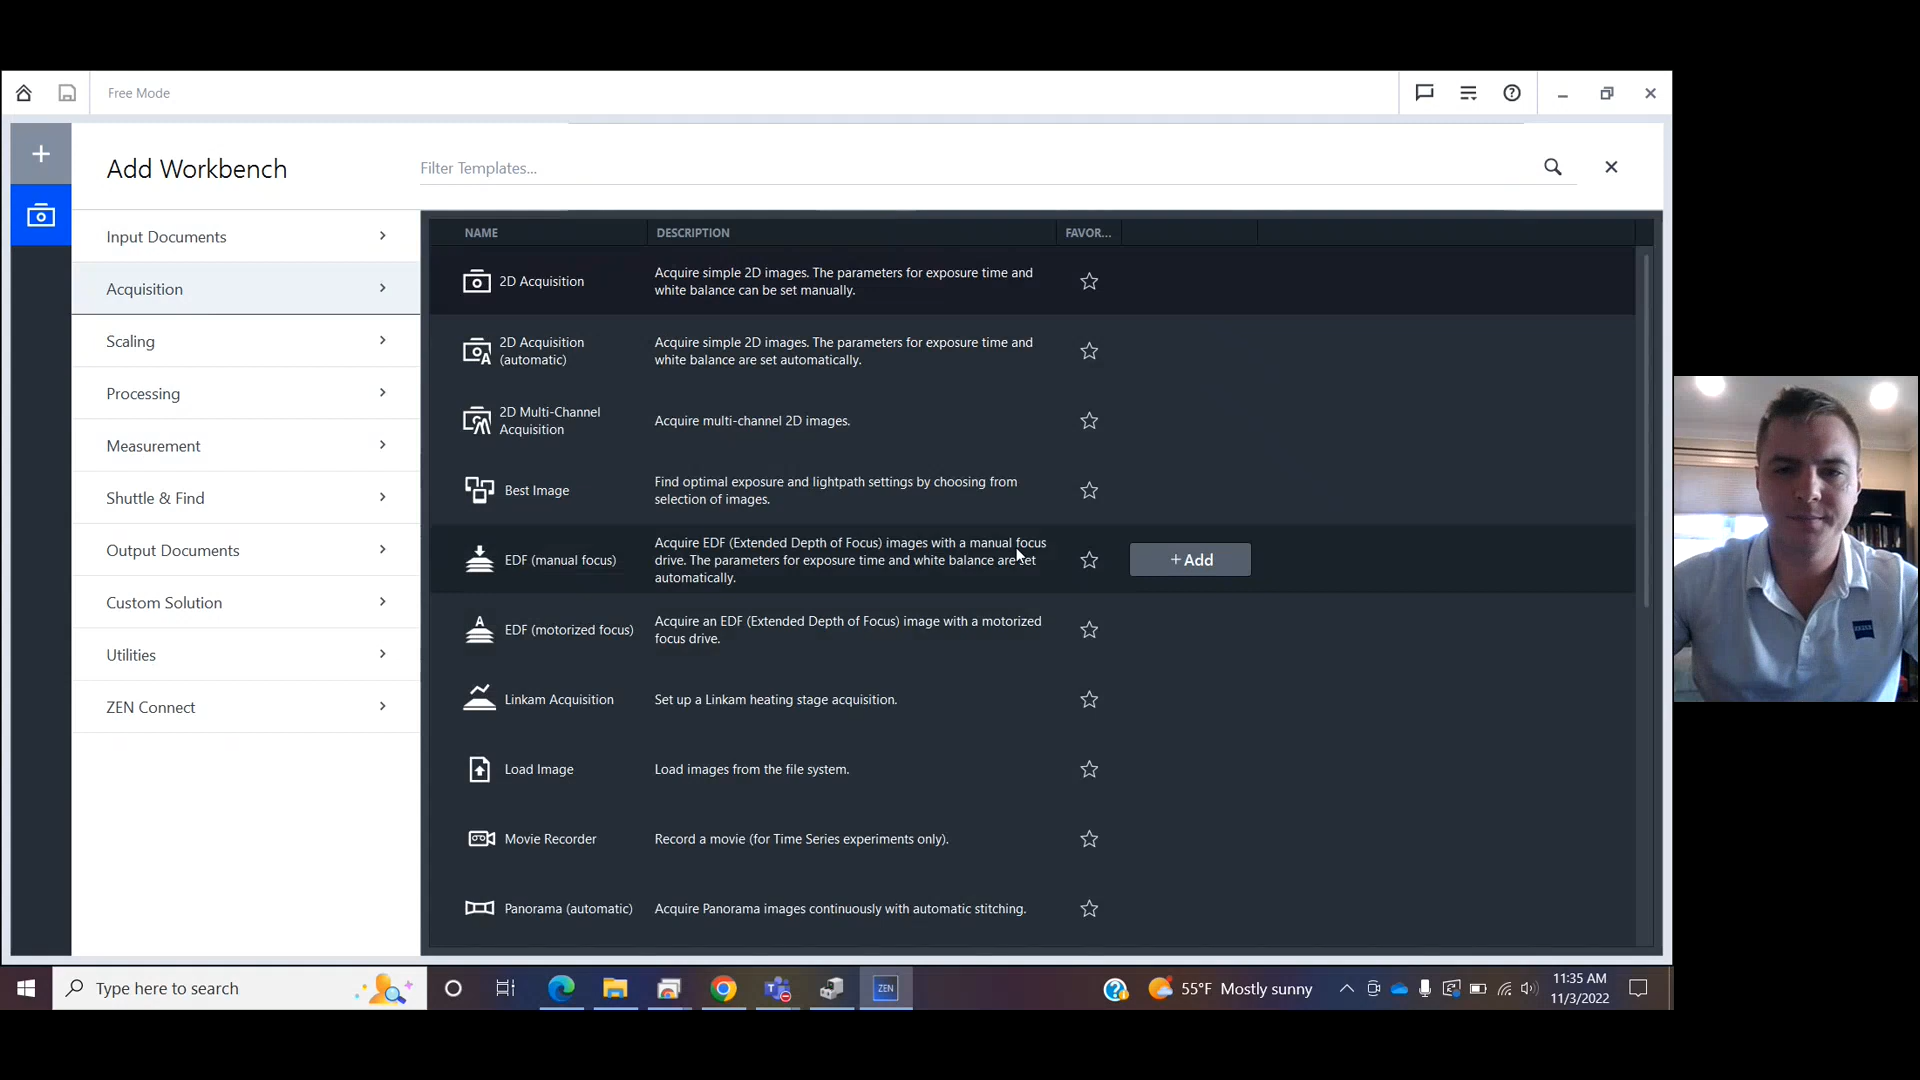 Free Mode
Add Workbench
Filter Templates...
Input Documents
Acquisition
Scaling
Processing
Measurement
Shuttle & Find
Output Documents
Custom Solution
Utilities
ZEN Connect
NAME DESCRIPTION FAVOR...
2D Acquisition
Acquire simple 2D images. The parameters for exposure time and
white balance can be set manually.
2D Acquisition
(automatic)
Acquire simple 2D images. The parameters for exposure time and
white balance are set automatically.
2D Multi-Channel
Acquisition
Acquire multi-channel 2D images.
Best Image
Find optimal exposure and lightpath settings by choosing from
selection of images.
EDF (manual focus)
Acquire EDF (Extended Depth of Focus) images with a manual focus
drive. The parameters for exposure time and white balance are set
automatically.
+ Add
EDF (motorized focus)
Acquire an EDF (Extended Depth of Focus) image with a motorized
focus drive.
Linkam Acquisition
Set up a Linkam heating stage acquisition.
Load Image
Load images from the file system.
Movie Recorder
Record a movie (for Time Series experiments only).
Panorama (automatic)
Acquire Panorama images continuously with automatic stitching.
Type here to search
ZEN
55°F Mostly sunny
11:35 AM
11/3/2022